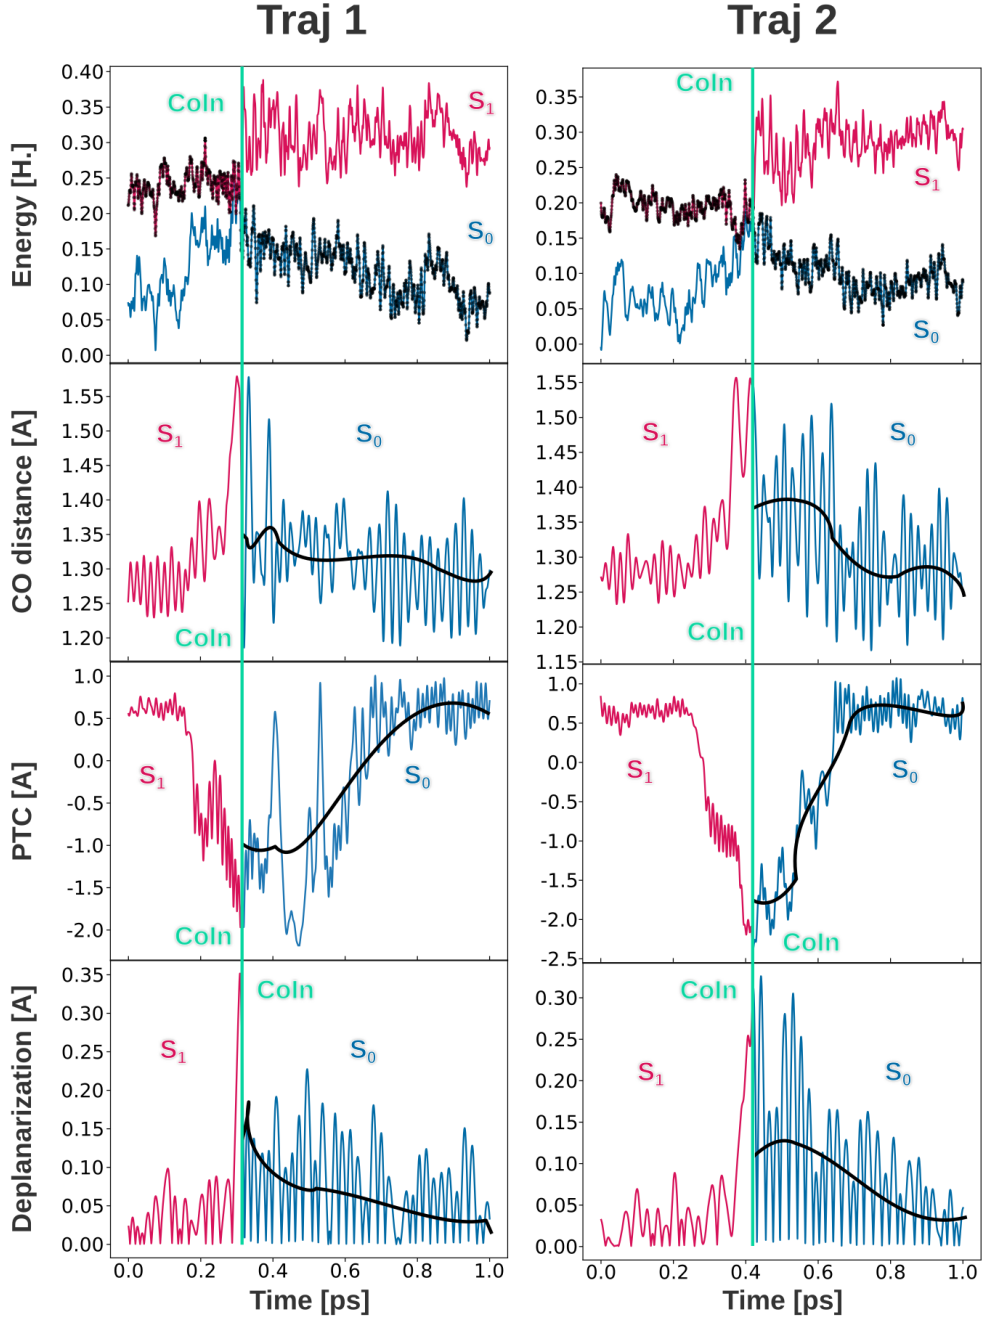 Traj 1
Traj 2
Energy [H.]
0.40
0.35
0.30
0.25
0.20
0.15
0.10
0.05
0.00
CoIn
S1
S0
0.35
0.30
0.25
0.20
0.15
0.10
0.05
0.00
CoIn
S1
S0
CO distance [A]
1.55
1.50
1.45
1.40
1.35
1.30
1.25
1.20
S1
S0
CoIn
1.55
1.50
1.45
1.40
1.35
1.30
1.25
1.20
1.15
S1
S0
CoIn
PTC [A]
1.0
0.5
0.0
-0.5
-1.0
-1.5
-2.0
S1
S0
CoIn
1.0
0.5
0.0
-0.5
-1.0
-1.5
-2.0
-2.5
S1
S0
CoIn
Deplanarization [A]
0.35
0.30
0.25
0.20
0.15
0.10
0.05
0.00
CoIn
S1
S0
0.30
0.25
0.20
0.15
0.10
0.05
0.00
CoIn
S1
S0
0.0 0.2 0.4 0.6 0.8 1.0
Time [ps]
0.0 0.2 0.4 0.6 0.8 1.0
Time [ps]